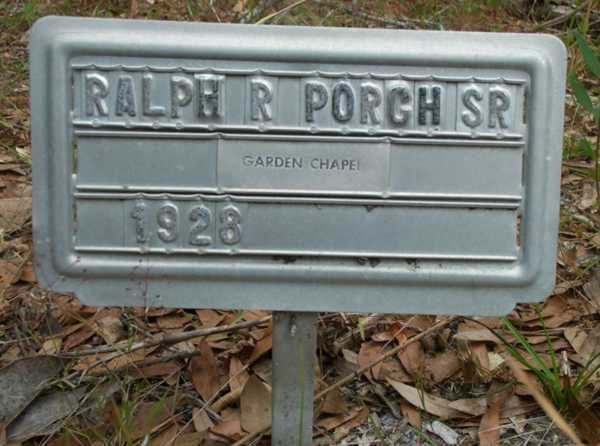 RALPH R PORCH SR
GARDEN CHAPEL
1928